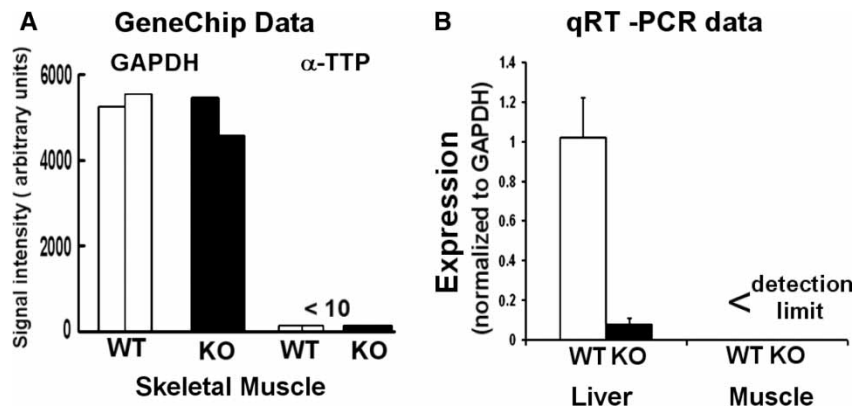 A GeneChip Data
GAPDH α-TTP
Signal intensity ( arbitrary units)
6000
4000
2000
0
< 10
WT KO WT KO
Skeletal Muscle
B qRT -PCR data
Expression
(normalized to GAPDH)
1.4
1.2
1
0.8
0.6
0.4
0.2
0
< detection
limit
WT KO WT KO
Liver Muscle